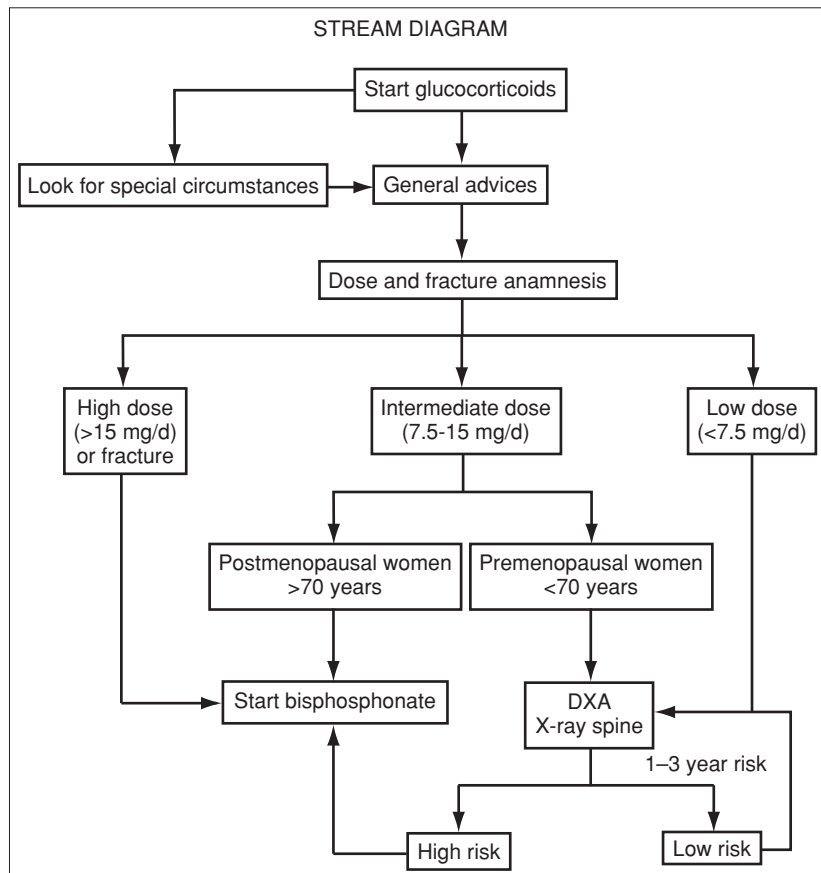 STREAM DIAGRAM
Start glucocorticoids
Look for special circumstances
General advices
Dose and fracture anamnesis
High dose
(>15 mg/d)
or fracture
Intermediate dose
(7.5-15 mg/d)
Low dose
(<7.5 mg/d)
Postmenopausal women
>70 years
Premenopausal women
<70 years
Start bisphosphonate
DXA
X-ray spine
1–3 year risk
High risk
Low risk